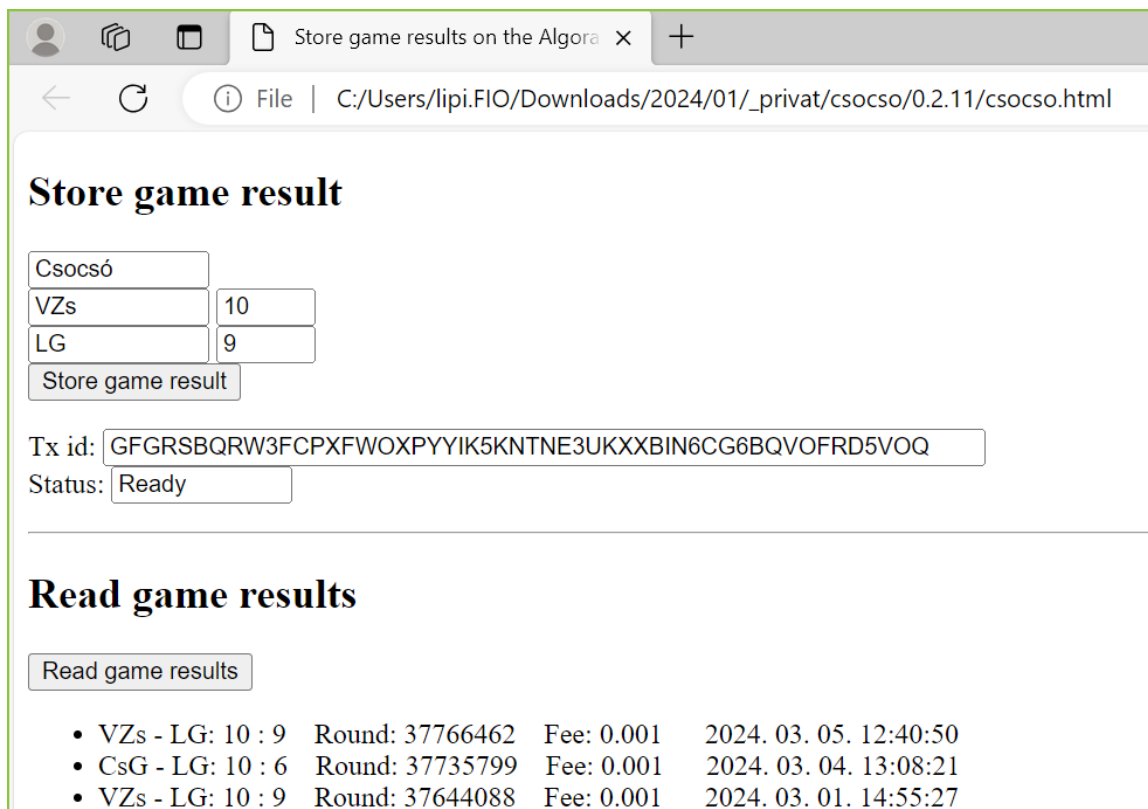 Store game results on the Algora
File | C:/Users/lipi.FIO/Downloads/2024/01/_privat/csocso/0.2.11/csocso.html
Store game result
Csocsó
VZs 10
LG 9
Store game result
Tx id: GFGRSBQRW3FCPXFWOXPYYIK5KNTNE3UKXXBIN6CG6BQVOFRD5VOQ
Status: Ready
Read game results
Read game results
• VZs - LG: 10 : 9 Round: 37766462 Fee: 0.001 2024. 03. 05. 12:40:50
• CsG - LG: 10 : 6 Round: 37735799 Fee: 0.001 2024. 03. 04. 13:08:21
• VZs - LG: 10 : 9 Round: 37644088 Fee: 0.001 2024. 03. 01. 14:55:27